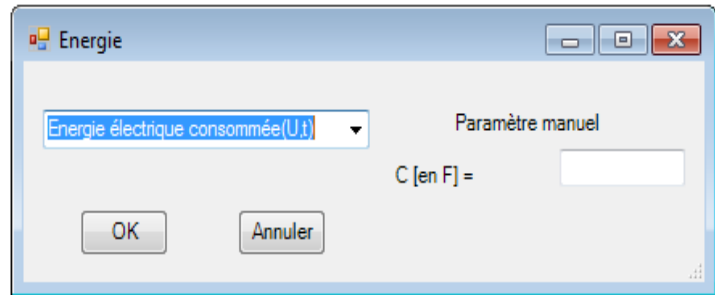 Energie
Energie électrique consommée(U,t)
Paramètre manuel
C [en F] =
OK
Annuler